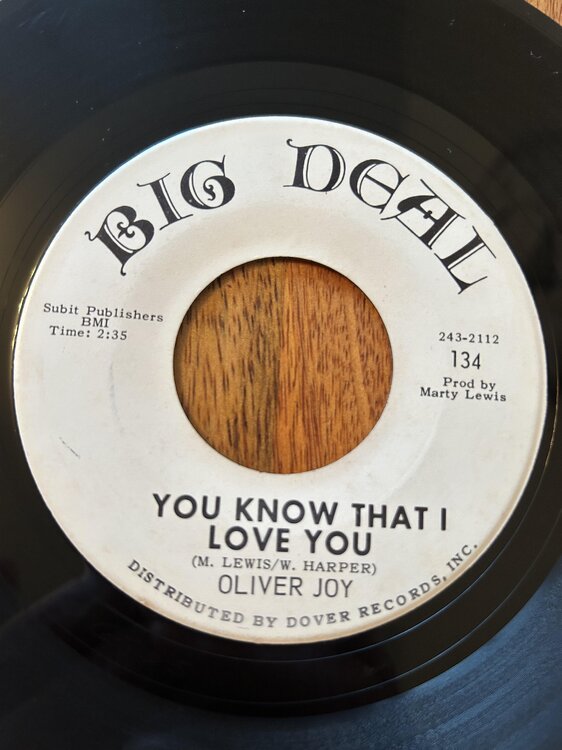 BIG DEAL
Subit Publishers
BMI
Time: 2:35
243-2112
134
Prod by
Marty Lewis
YOU KNOW THAT I
LOVE YOU
(M. LEWIS/W. HARPER)
OLIVER JOY
DISTRIBUTED BY DOVER RECORDS, INC.